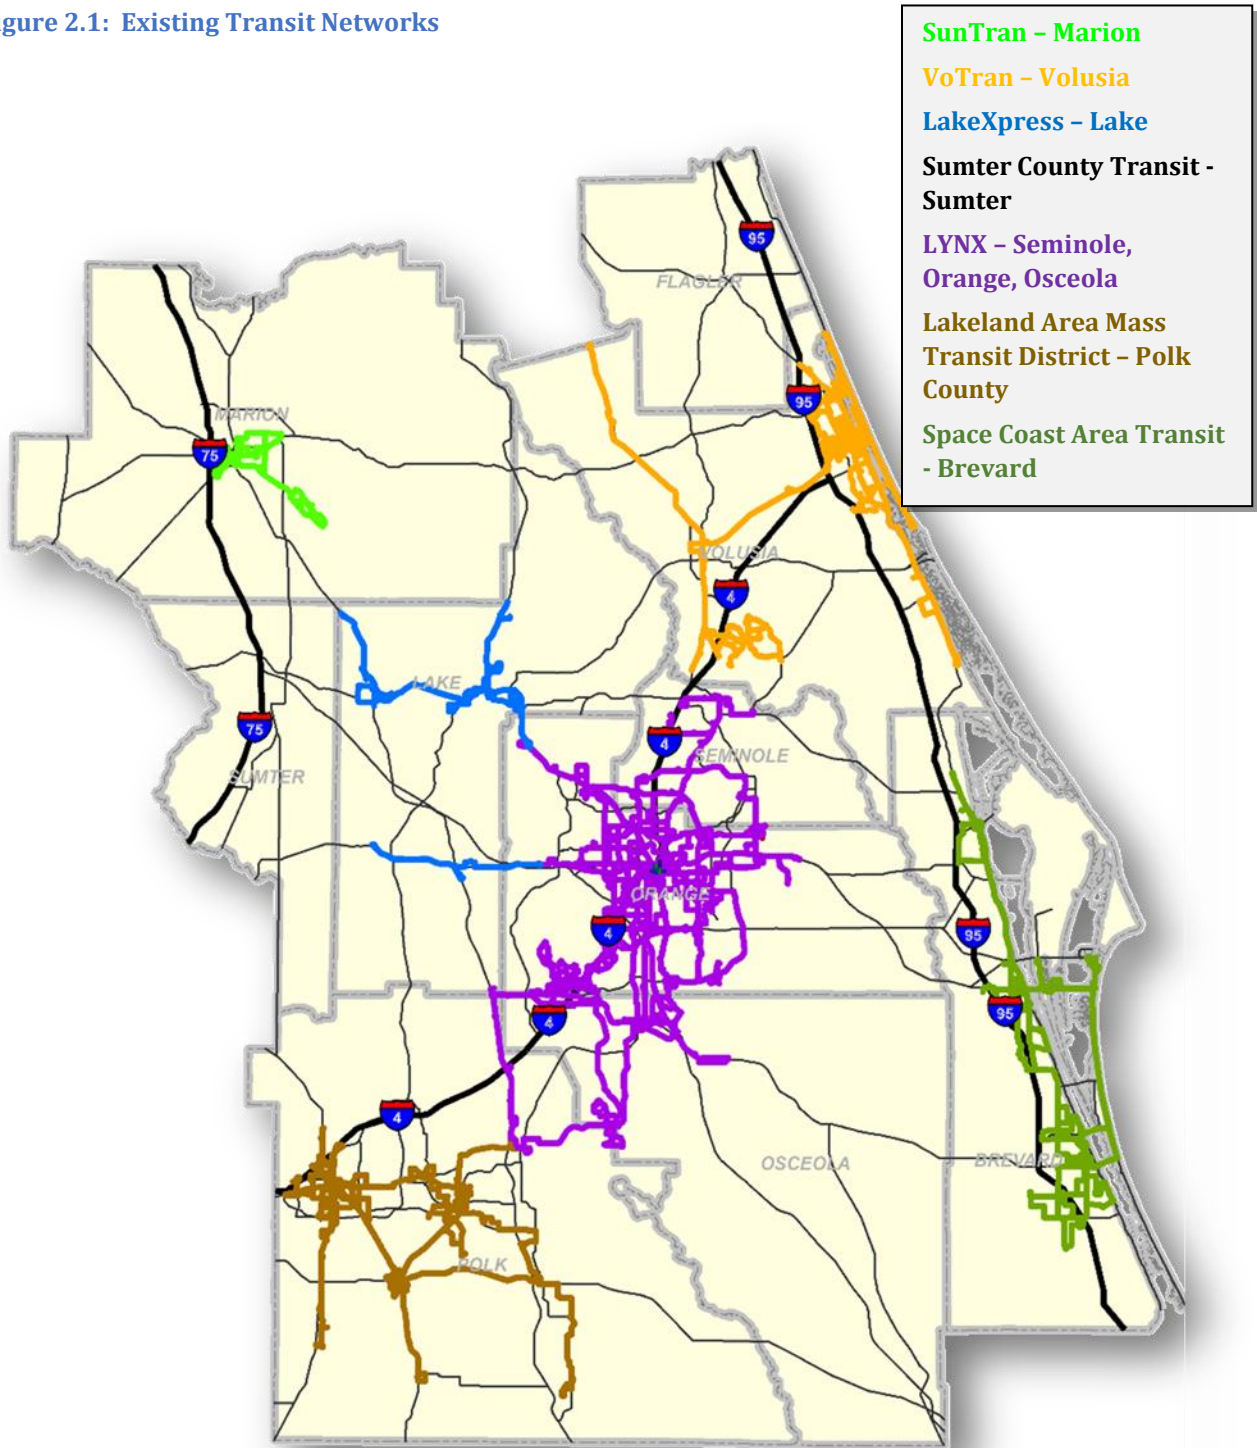 gure 2.1: Existing Transit Networks
SunTran – Marion
VoTran – Volusia
LakeXpress – Lake
Sumter County Transit -
Sumter
LYNX – Seminole,
Orange, Osceola
Lakeland Area Mass
Transit District – Polk
County
Space Coast Area Transit
- Brevard
95
FLAGLER
95
MARION
75
VOLUSIA
4
LAKE
75
4
SEMINOLE
SUMTER
ORANGE
4
95
4
95
4
OSCEOLA
BREVARD
POLK